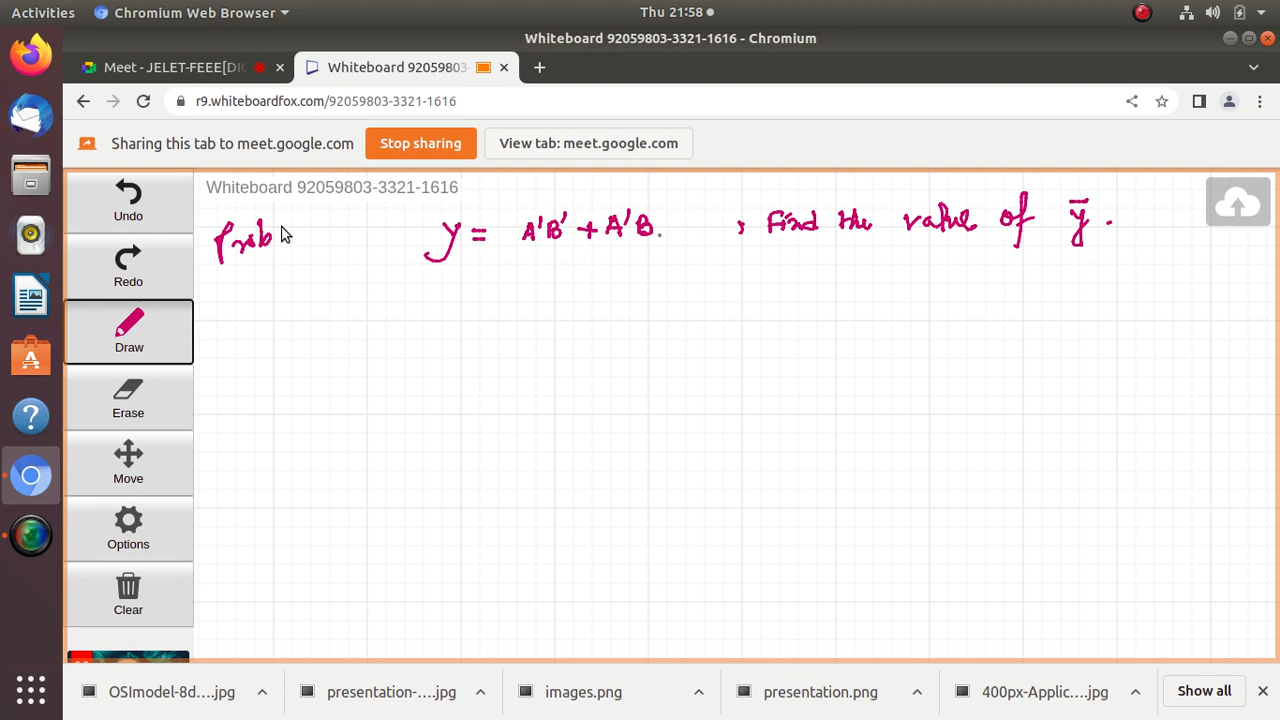 Activities Chromium Web Browser Thu 21:58
Whiteboard 92059803-3321-1616 - Chromium
Meet - JELET-FEEE[DI Whiteboard 92059803-
r9.whiteboardfox.com/92059803-3321-1616
Sharing this tab to meet.google.com Stop sharing View tab: meet.google.com
Whiteboard 92059803-3321-1616
Prob y = A'B' + A'B. ; Find the value of ȳ.
Undo
Redo
Draw
Erase
Move
Options
Clear
OSImodel-8d....jpg presentation-....jpg images.png presentation.png 400px-Applic....jpg Show all